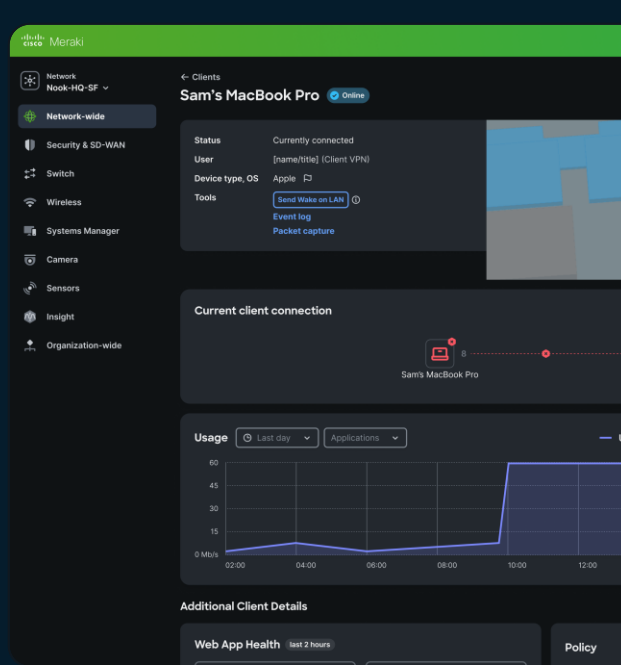 cisco Meraki
Network
Nook-HQ-SF
Network-wide
Security & SD-WAN
Switch
Wireless
Systems Manager
Camera
Sensors
Insight
Organization-wide
← Clients
Sam's MacBook Pro Online
Status Currently connected
User [name/title] (Client VPN)
Device type, OS Apple
Tools Send Wake on LAN
Event log
Packet capture
Current client connection
8
Sam's MacBook Pro
Usage Last day Applications
60
45
30
15
0 Mb/s
02:00 04:00 06:00 08:00 10:00 12:00
Additional Client Details
Web App Health last 2 hours
Policy